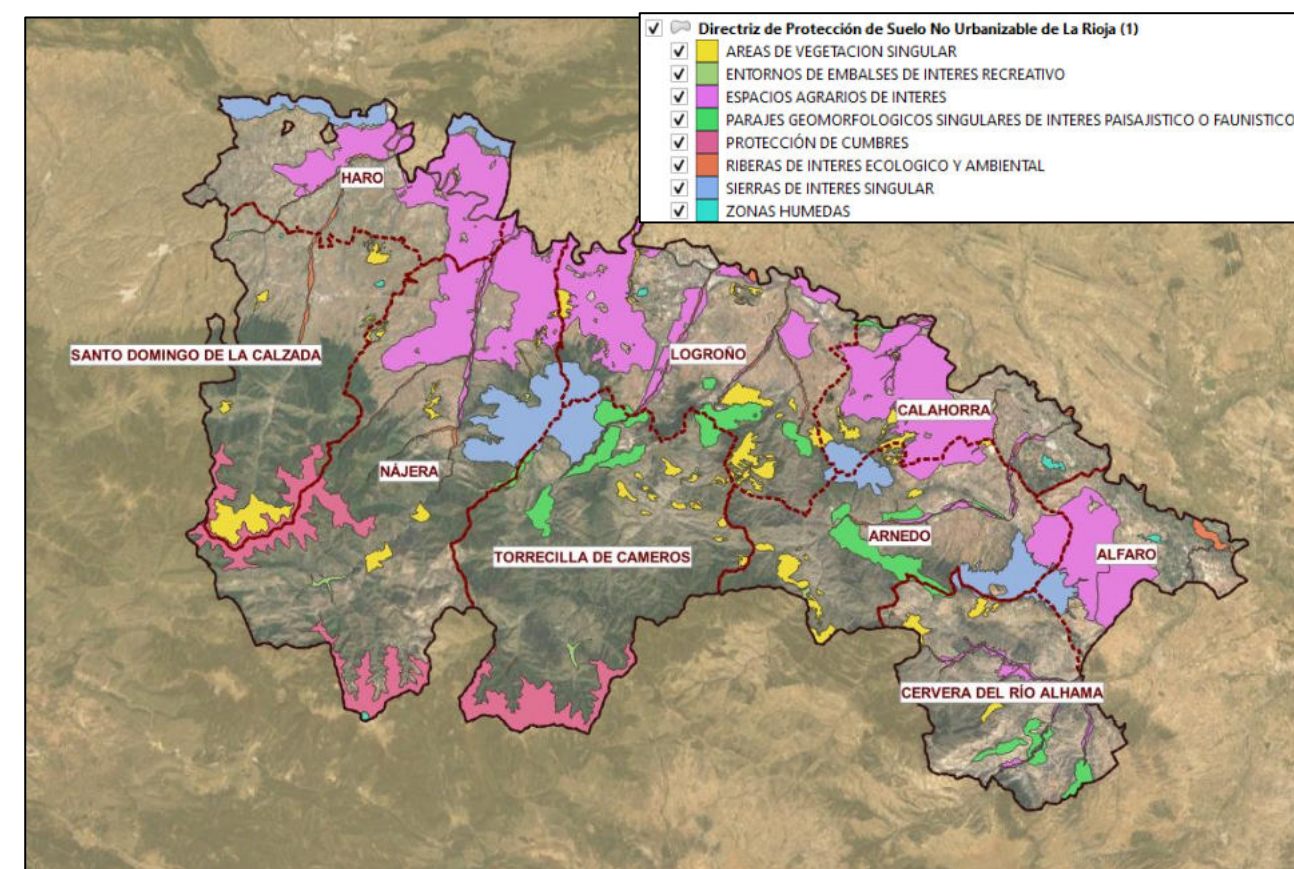 Directriz de Protección de Suelo No Urbanizable de La Rioja (1)
AREAS DE VEGETACION SINGULAR
ENTORNOS DE EMBALSES DE INTERES RECREATIVO
ESPACIOS AGRARIOS DE INTERES
PARAJES GEOMORFOLOGICOS SINGULARES DE INTERES PAISAJISTICO O FAUNISTICO
PROTECCIÓN DE CUMBRES
RIBERAS DE INTERES ECOLOGICO Y AMBIENTAL
SIERRAS DE INTERES SINGULAR
ZONAS HUMEDAS
HARO
SANTO DOMINGO DE LA CALZADA
LOGROÑO
CALAHORRA
NÁJERA
ARNEDO
TORRECILLA DE CAMEROS
ALFARO
CERVERA DEL RÍO ALHAMA